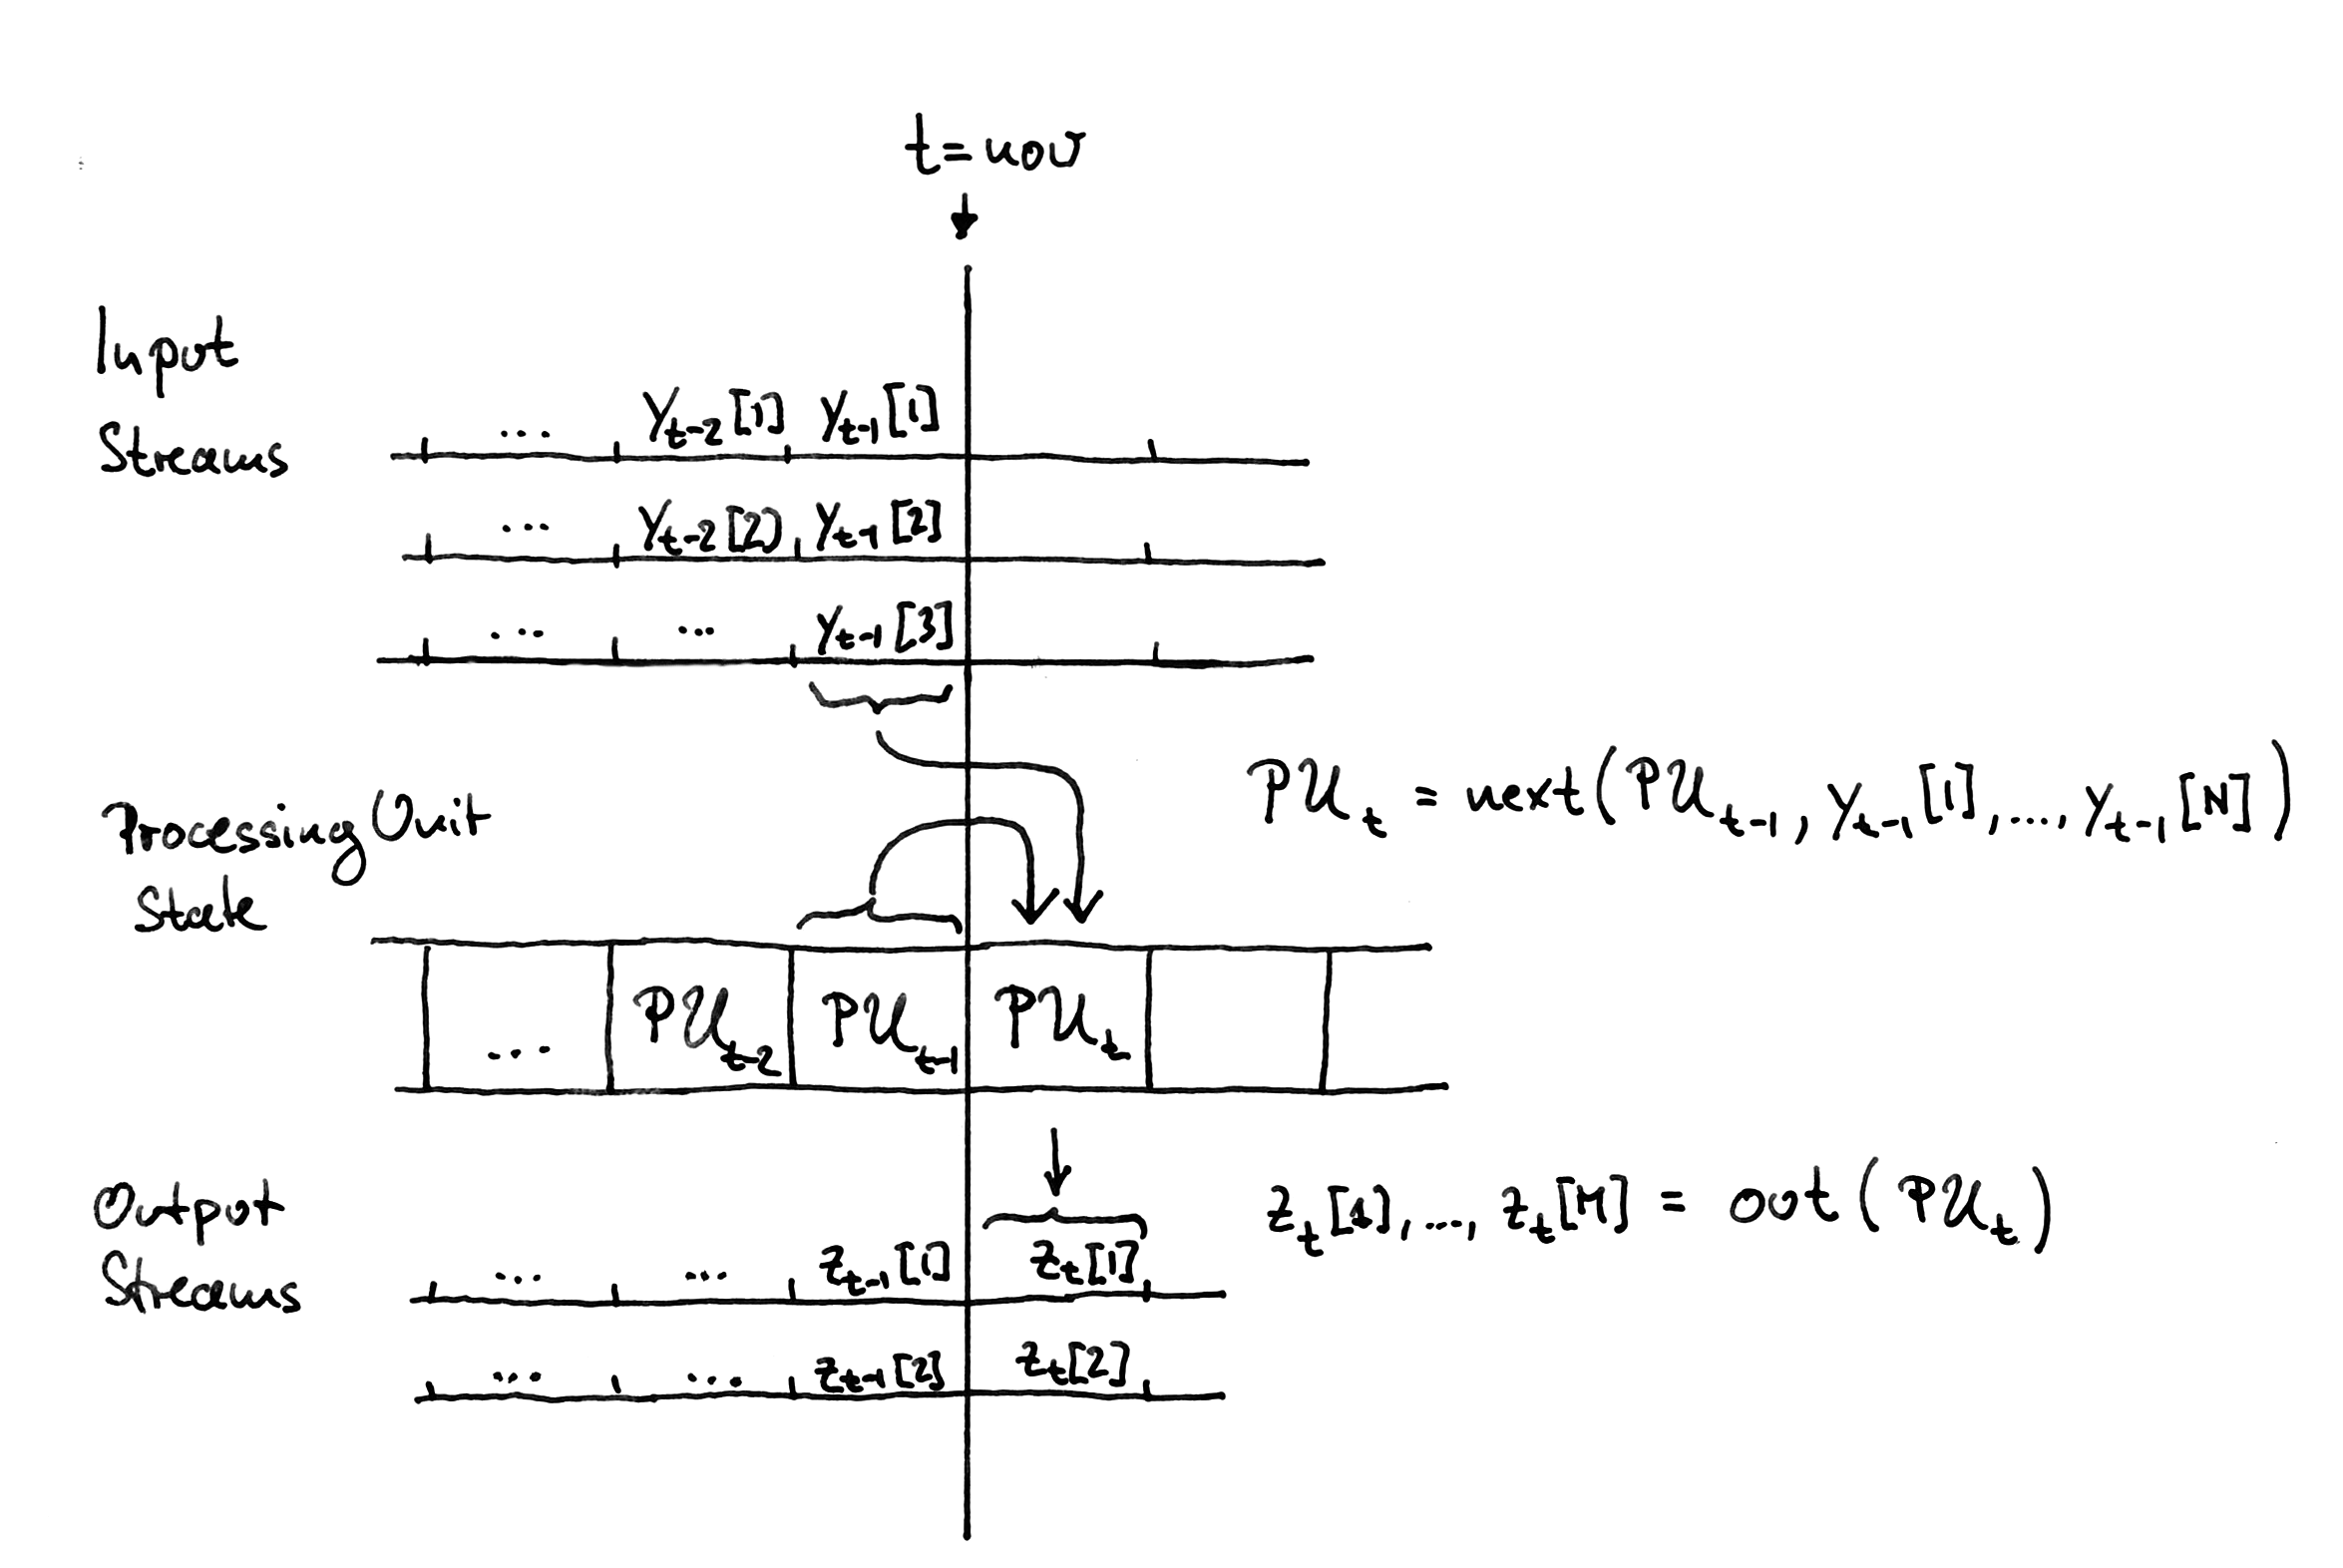 t=now
Input
Streams
... y_{t-2}[1] y_{t-1}[1]
... y_{t-2}[2] y_{t-1}[2]
... ... y_{t-1}[3]
Processing Unit
State
PU_t = next(PU_{t-1}, y_{t-1}[1], ..., y_{t-1}[N])
... PU_{t-2} PU_{t-1} PU_t
Output
Streams
z_t[1], ..., z_t[M] = out(PU_t)
... ... z_{t-1}[1] z_t[1]
... ... z_{t-1}[2] z_t[2]